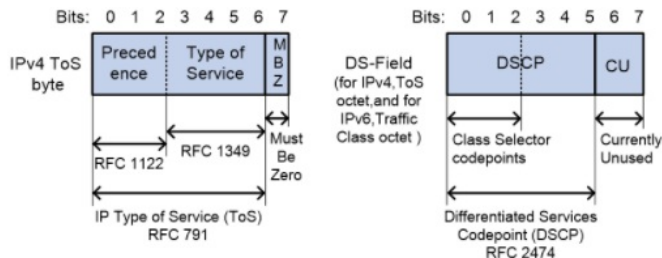 Bits: 0 1 2 3 4 5 6 7
IPv4 ToS
byte
Preced
ence
Type of
Service
M
B
Z
RFC 1122
RFC 1349
Must
Be
Zero
IP Type of Service (ToS)
RFC 791
Bits: 0 1 2 3 4 5 6 7
DS-Field
(for IPv4,ToS
octet,and for
IPv6,Traffic
Class octet )
DSCP
CU
Class Selector
codepoints
Currently
Unused
Differentiated Services
Codepoint (DSCP)
RFC 2474